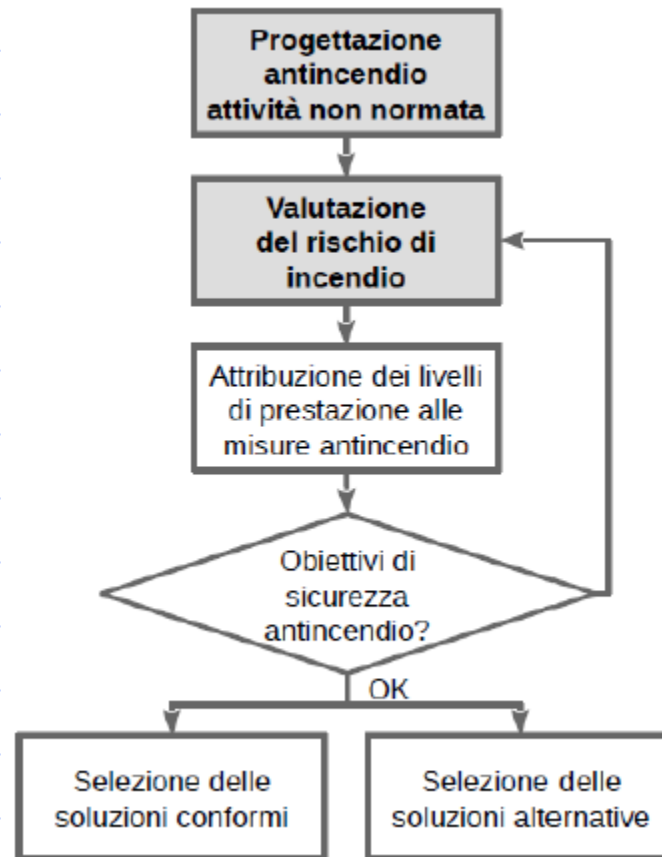 Progettazione
antincendio
attività non normata
Valutazione
del rischio di
incendio
Attribuzione dei livelli
di prestazione alle
misure antincendio
Obiettivi di
sicurezza
antincendio?
OK
Selezione delle
soluzioni conformi
Selezione delle
soluzioni alternative